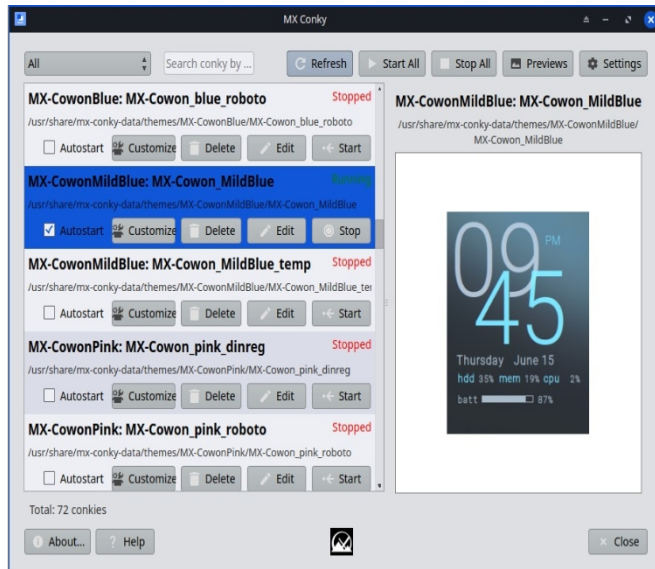 MX Conky
All
Search conky by ...
Refresh
Start All
Stop All
Previews
Settings
MX-CowonBlue: MX-Cowon_blue_roboto
Stopped
/usr/share/mx-conky-data/themes/MX-CowonBlue/MX-Cowon_blue_roboto
Autostart
Customize
Delete
Edit
Start
MX-CowonMildBlue: MX-Cowon_MildBlue
Running
/usr/share/mx-conky-data/themes/MX-CowonMildBlue/MX-Cowon_MildBlue
Autostart
Customize
Delete
Edit
Stop
MX-CowonMildBlue: MX-Cowon_MildBlue_temp
Stopped
/usr/share/mx-conky-data/themes/MX-CowonMildBlue/MX-Cowon_MildBlue_te
Autostart
Customize
Delete
Edit
Start
MX-CowonPink: MX-Cowon_pink_dinreg
Stopped
/usr/share/mx-conky-data/themes/MX-CowonPink/MX-Cowon_pink_dinreg
Autostart
Customize
Delete
Edit
Start
MX-CowonPink: MX-Cowon_pink_roboto
Stopped
/usr/share/mx-conky-data/themes/MX-CowonPink/MX-Cowon_pink_roboto
Autostart
Customize
Delete
Edit
Start
MX-CowonMildBlue: MX-Cowon_MildBlue
/usr/share/mx-conky-data/themes/MX-CowonMildBlue/
MX-Cowon_MildBlue
09 PM
45
Thursday June 15
hdd 35% mem 19% cpu 2%
batt 87%
Total: 72 conkies
About...
? Help
Close